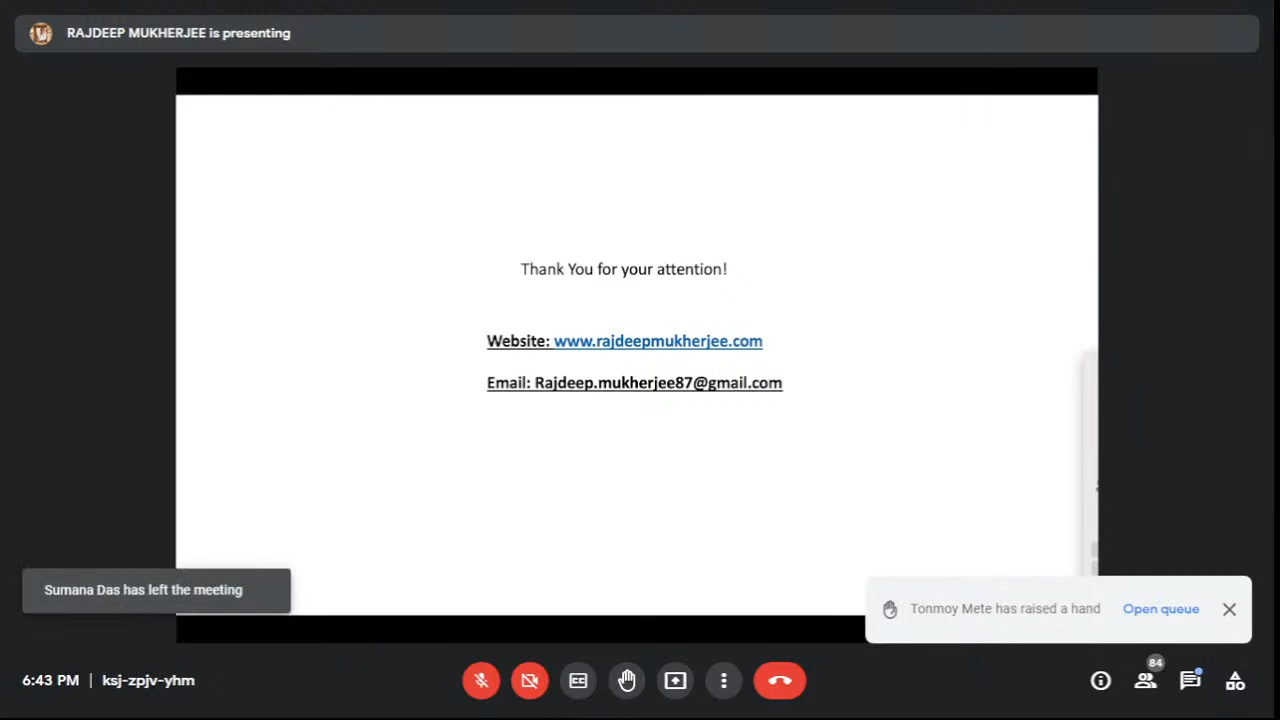 RAJDEEP MUKHERJEE is presenting
Thank You for your attention!
Website: www.rajdeepmukherjee.com
Email: Rajdeep.mukherjee87@gmail.com
Sumana Das has left the meeting
Tonmoy Mete has raised a hand Open queue
84
6:43 PM | ksj-zpjv-yhm